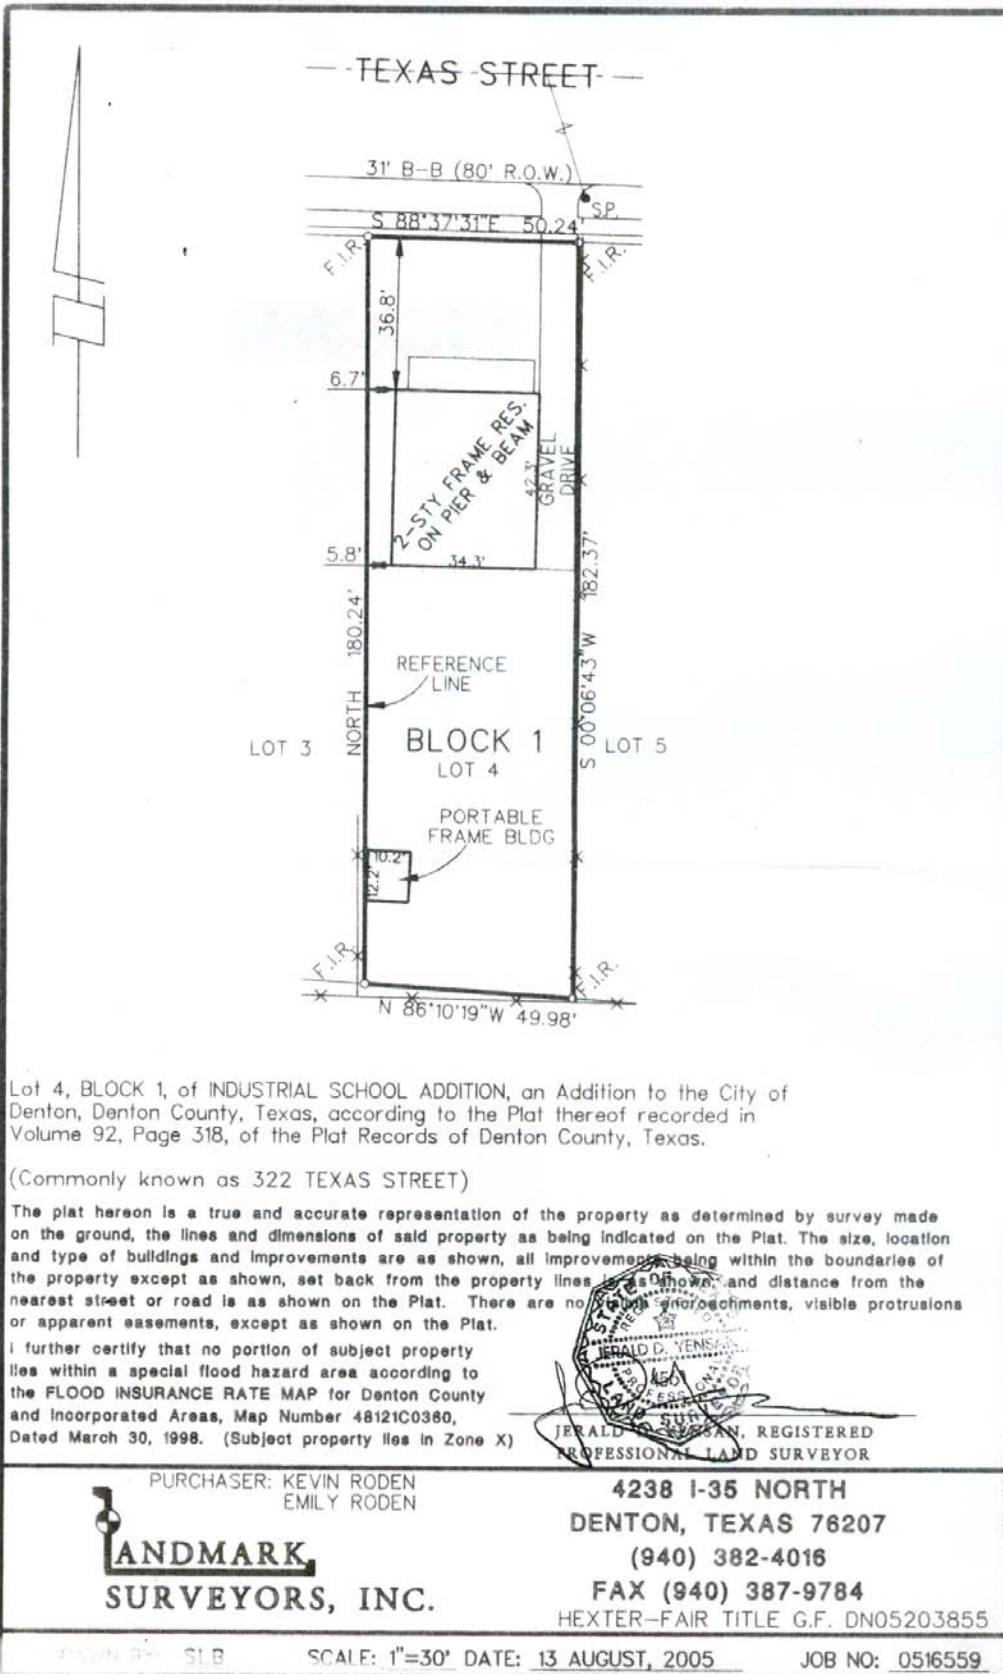 TEXAS STREET
31' B-B (80' R.O.W.)
S.P.
S 88°37'31"E 50.24'
F.I.R.
F.I.R.
36.8'
6.7'
2-STY FRAME RES.
ON PIER & BEAM
42.3'
GRAVEL
DRIVE
5.8'
34.3'
NORTH 180.24'
S 00°06'43"W 182.37'
REFERENCE
LINE
LOT 3
BLOCK 1
LOT 4
LOT 5
PORTABLE
FRAME BLDG
10.2'
12.2'
F.I.R.
F.I.R.
N 86°10'19"W 49.98'
Lot 4, BLOCK 1, of INDUSTRIAL SCHOOL ADDITION, an Addition to the City of
Denton, Denton County, Texas, according to the Plat thereof recorded in
Volume 92, Page 318, of the Plat Records of Denton County, Texas.
(Commonly known as 322 TEXAS STREET)
The plat hereon is a true and accurate representation of the property as determined by survey made
on the ground, the lines and dimensions of said property as being indicated on the Plat. The size, location
and type of buildings and improvements are as shown, all improvements being within the boundaries of
the property except as shown, set back from the property lines is as shown, and distance from the
nearest street or road is as shown on the Plat. There are no encroachments, visible protrusions
or apparent easements, except as shown on the Plat.
I further certify that no portion of subject property
lies within a special flood hazard area according to
the FLOOD INSURANCE RATE MAP for Denton County
and Incorporated Areas, Map Number 48121C0360,
Dated March 30, 1998. (Subject property lies in Zone X)
STATE OF
JERALD D. YENSAN
4561
PROFESSIONAL
LAND SURV
JERALD D. YENSAN, REGISTERED
PROFESSIONAL LAND SURVEYOR
PURCHASER: KEVIN RODEN
EMILY RODEN
LANDMARK
SURVEYORS, INC.
4238 I-35 NORTH
DENTON, TEXAS 76207
(940) 382-4016
FAX (940) 387-9784
HEXTER-FAIR TITLE G.F. DN05203855
DRAWN BY: SLB SCALE: 1"=30' DATE: 13 AUGUST, 2005 JOB NO: 0516559